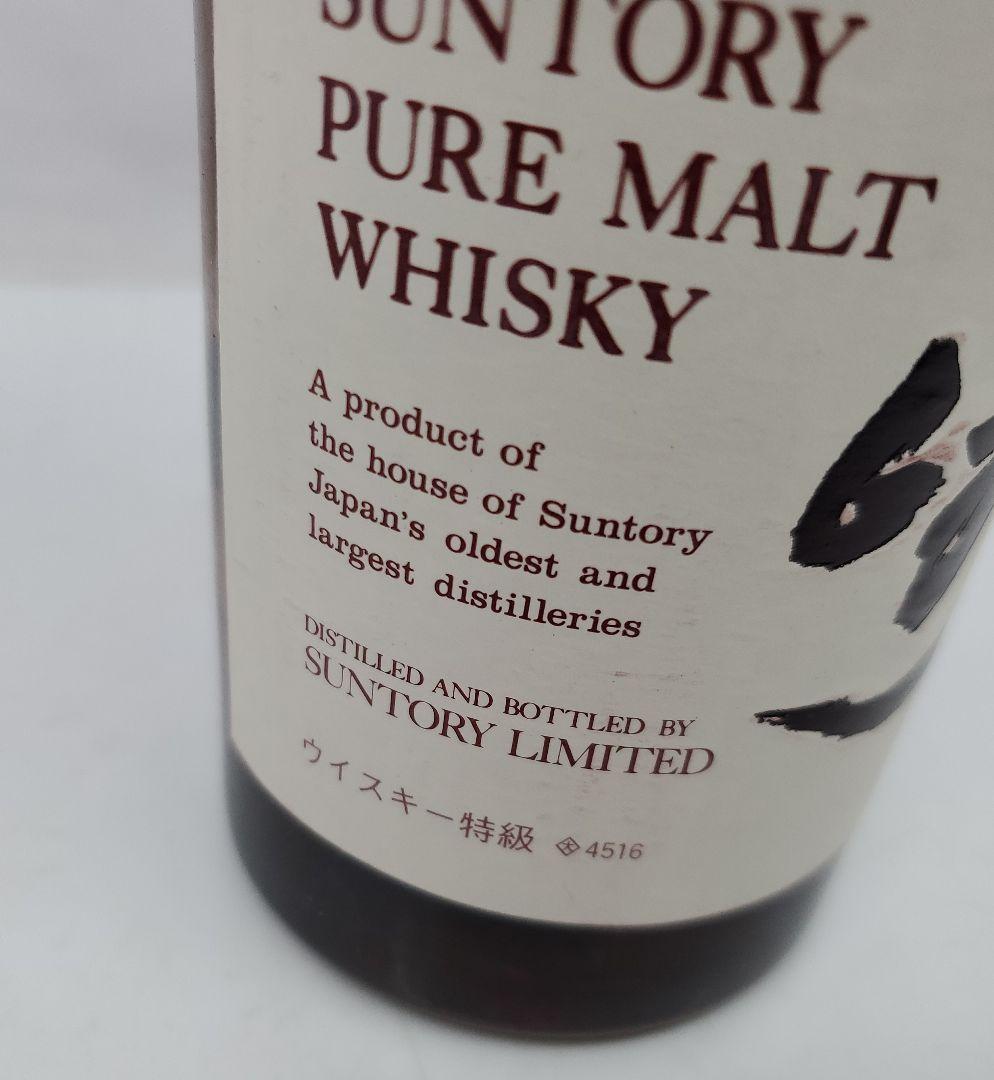 SUNTORY
PURE MALT
WHISKY
A product of
the house of Suntory
Japan's oldest and
largest distilleries
DISTILLED AND BOTTLED BY
SUNTORY LIMITED
ウイスキー特級 4516